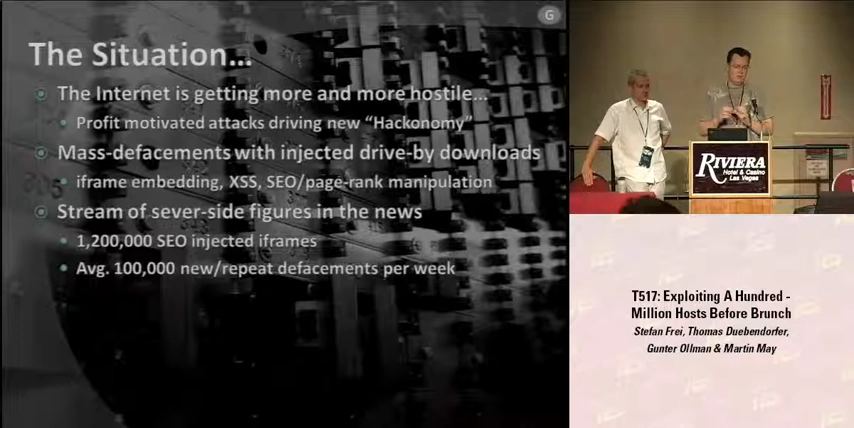 G
The Situation...
The Internet is getting more and more hostile...
Profit motivated attacks driving new “Hackonomy”
Mass-defacements with injected drive-by downloads
iframe embedding, XSS, SEO/page-rank manipulation
Stream of sever-side figures in the news
1,200,000 SEO injected iframes
Avg. 100,000 new/repeat defacements per week
RIVIERA
Hotel & Casino
Las Vegas
T517: Exploiting A Hundred -
Million Hosts Before Brunch
Stefan Frei, Thomas Duebendorfer,
Gunter Ollman & Martin May